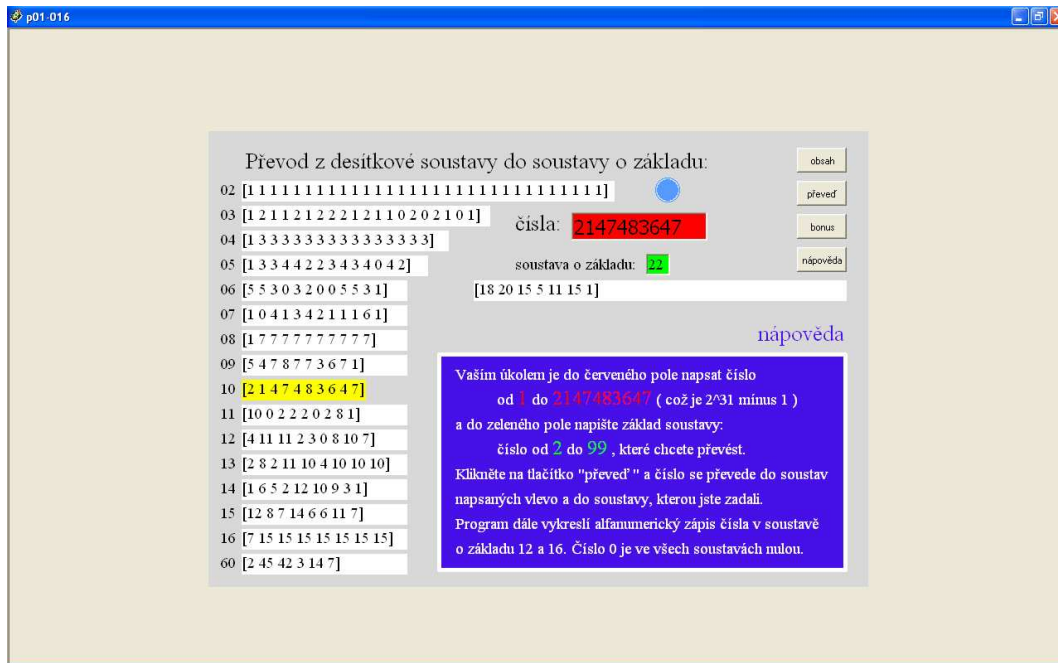 p01-016
Převod z desítkové soustavy do soustavy o základu:
obsah
02 [1 1 1 1 1 1 1 1 1 1 1 1 1 1 1 1 1 1 1 1 1 1 1 1 1 1 1 1 1 1 1]
převeď
03 [1 2 1 1 2 1 2 2 2 1 2 1 1 0 2 0 2 1 0 1]
čísla: 2147483647
bonus
04 [1 3 3 3 3 3 3 3 3 3 3 3 3 3 3 3]
05 [1 3 3 4 4 2 2 3 4 3 4 0 4 2]
soustava o základu: 22
nápověda
06 [5 5 3 0 3 2 0 0 5 5 3 1]
[18 20 15 5 11 15 1]
07 [1 0 4 1 3 4 2 1 1 1 6 1]
08 [1 7 7 7 7 7 7 7 7 7 7]
09 [5 4 7 8 7 7 3 6 7 1]
10 [2 1 4 7 4 8 3 6 4 7]
11 [10 0 2 2 2 0 2 8 1]
12 [4 11 11 2 3 0 8 10 7]
13 [2 8 2 11 10 4 10 10 10]
14 [1 6 5 2 12 10 9 3 1]
15 [12 8 7 14 6 6 11 7]
16 [7 15 15 15 15 15 15 15]
60 [2 45 42 3 14 7]
nápověda
Vaším úkolem je do červeného pole napsat číslo
od 1 do 2147483647 ( což je 2^31 mínus 1 )
a do zeleného pole napište základ soustavy:
číslo od 2 do 99 , které chcete převést.
Klikněte na tlačítko "převeď " a číslo se převede do soustav
napsaných vlevo a do soustavy, kterou jste zadali.
Program dále vykreslí alfanumerický zápis čísla v soustavě
o základu 12 a 16. Číslo 0 je ve všech soustavách nulou.